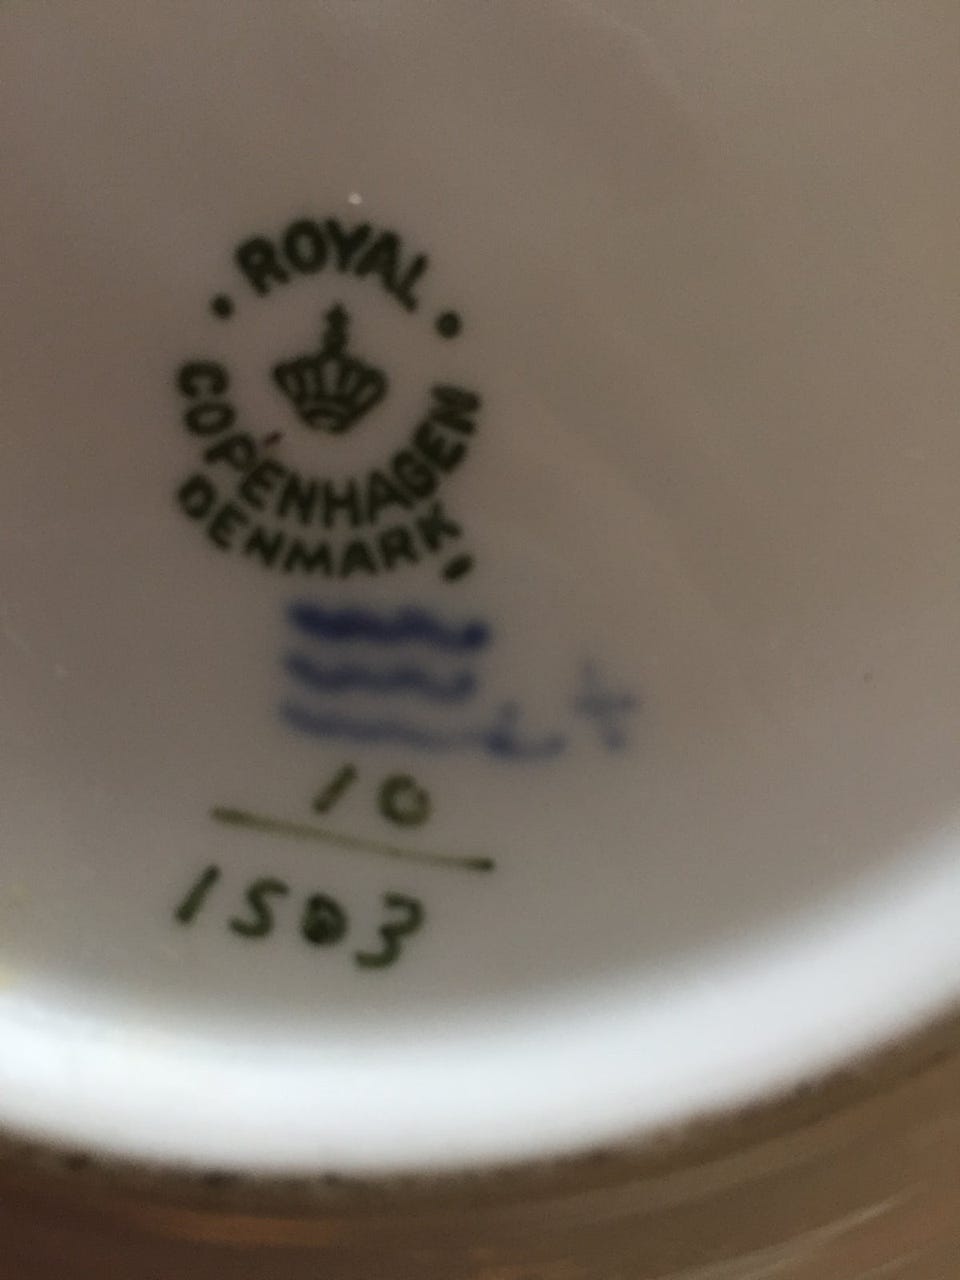 ROYAL
COPENHAGEN
DENMARK
10
1503